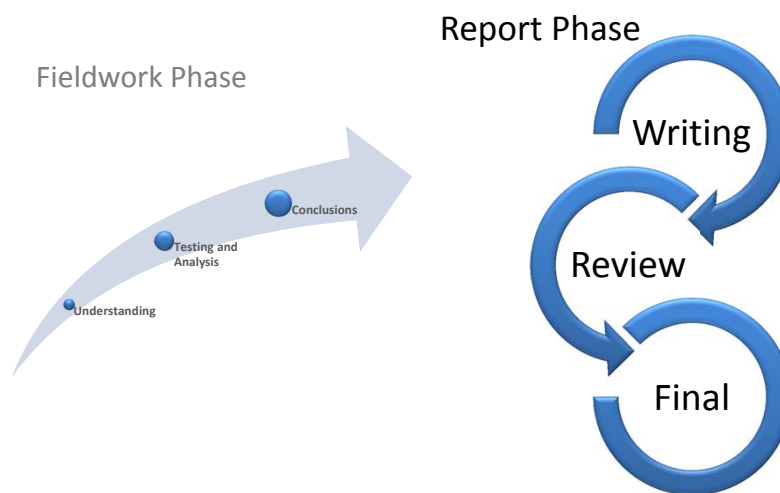 Report Phase
Fieldwork Phase
Writing
Conclusions
Testing and
Analysis
Review
Understanding
Final